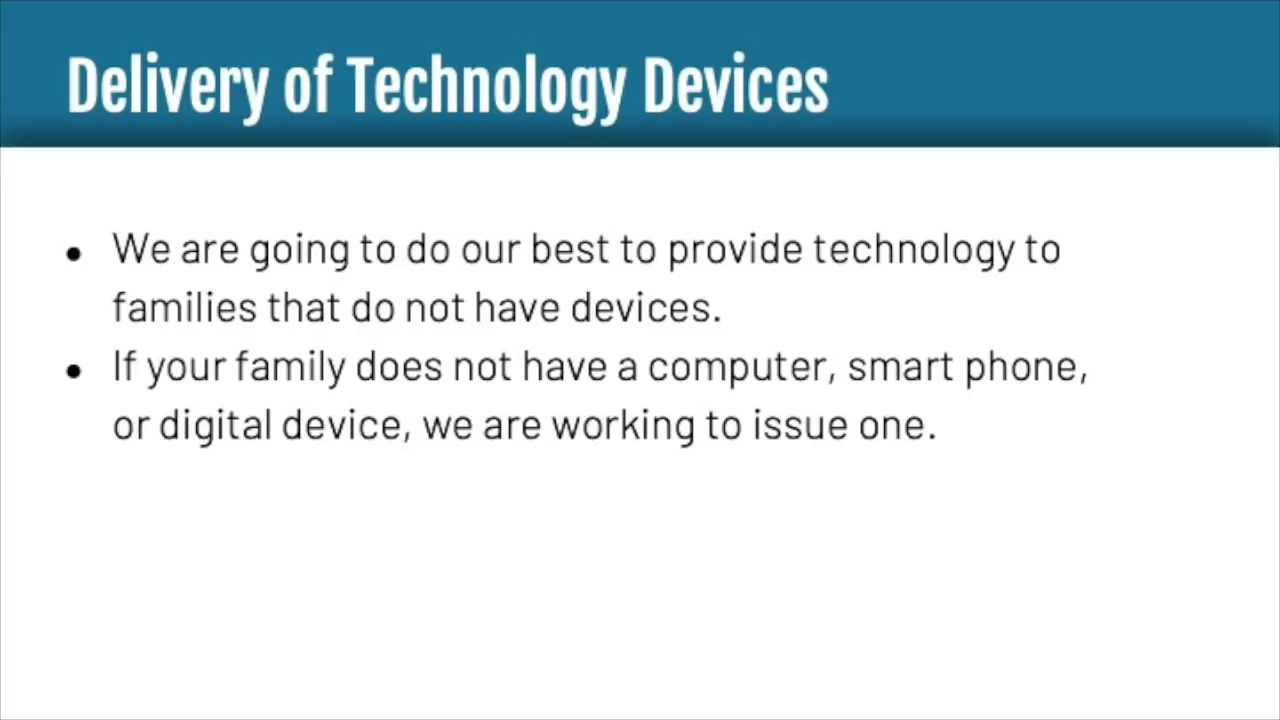 Delivery of Technology Devices
• We are going to do our best to provide technology to
families that do not have devices.
• If your family does not have a computer, smart phone,
or digital device, we are working to issue one.